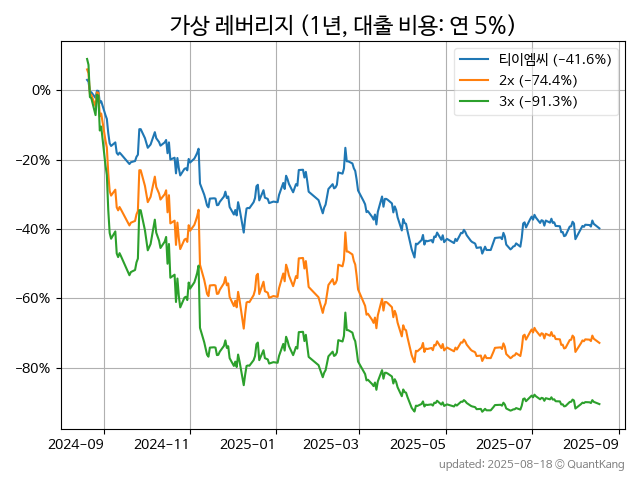 가상 레버리지 (1년, 대출 비용: 연 5%)
티이엠씨 (−41.6%)
2x (−74.4%)
3x (−91.3%)
0%
−20%
−40%
−60%
−80%
2024-09 2024-11 2025-01 2025-03 2025-05 2025-07 2025-09
updated: 2025-08-18 © QuantKang